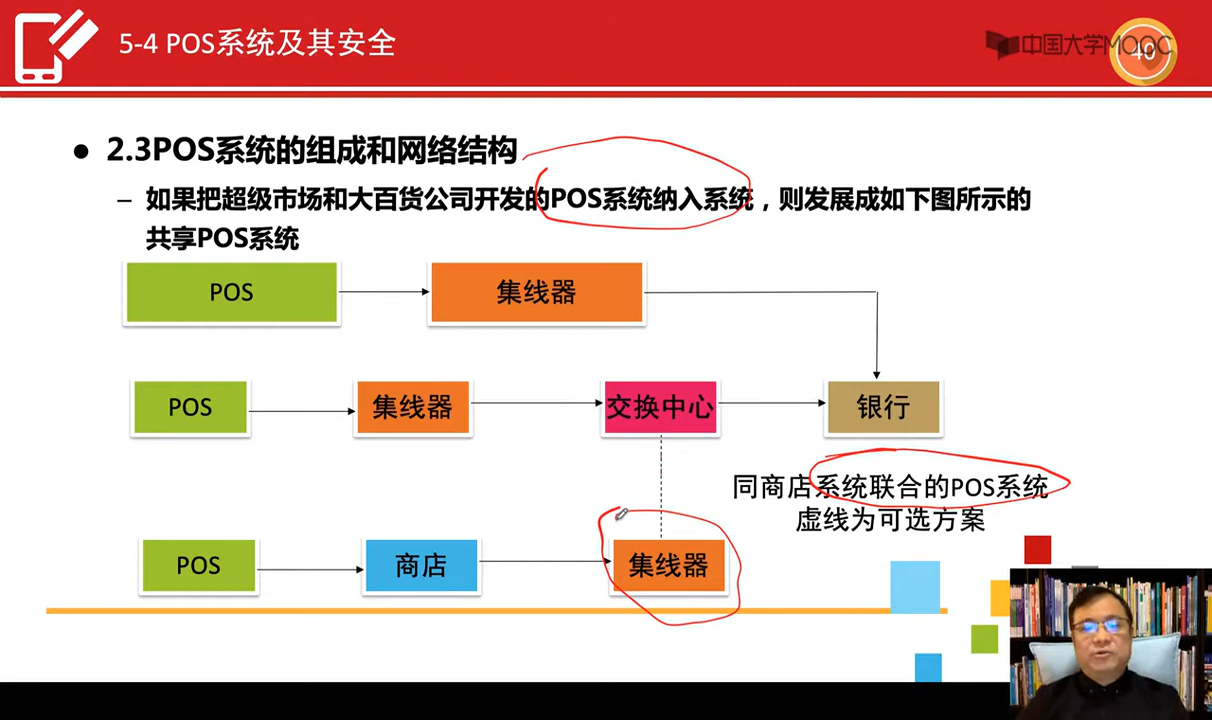 5-4 POS系统及其安全
中国大学MOOC
40
2.3POS系统的组成和网络结构
如果把超级市场和大百货公司开发的POS系统纳入系统，则发展成如下图所示的
共享POS系统
POS
集线器
POS
集线器
交换中心
银行
同商店系统联合的POS系统
虚线为可选方案
POS
商店
集线器